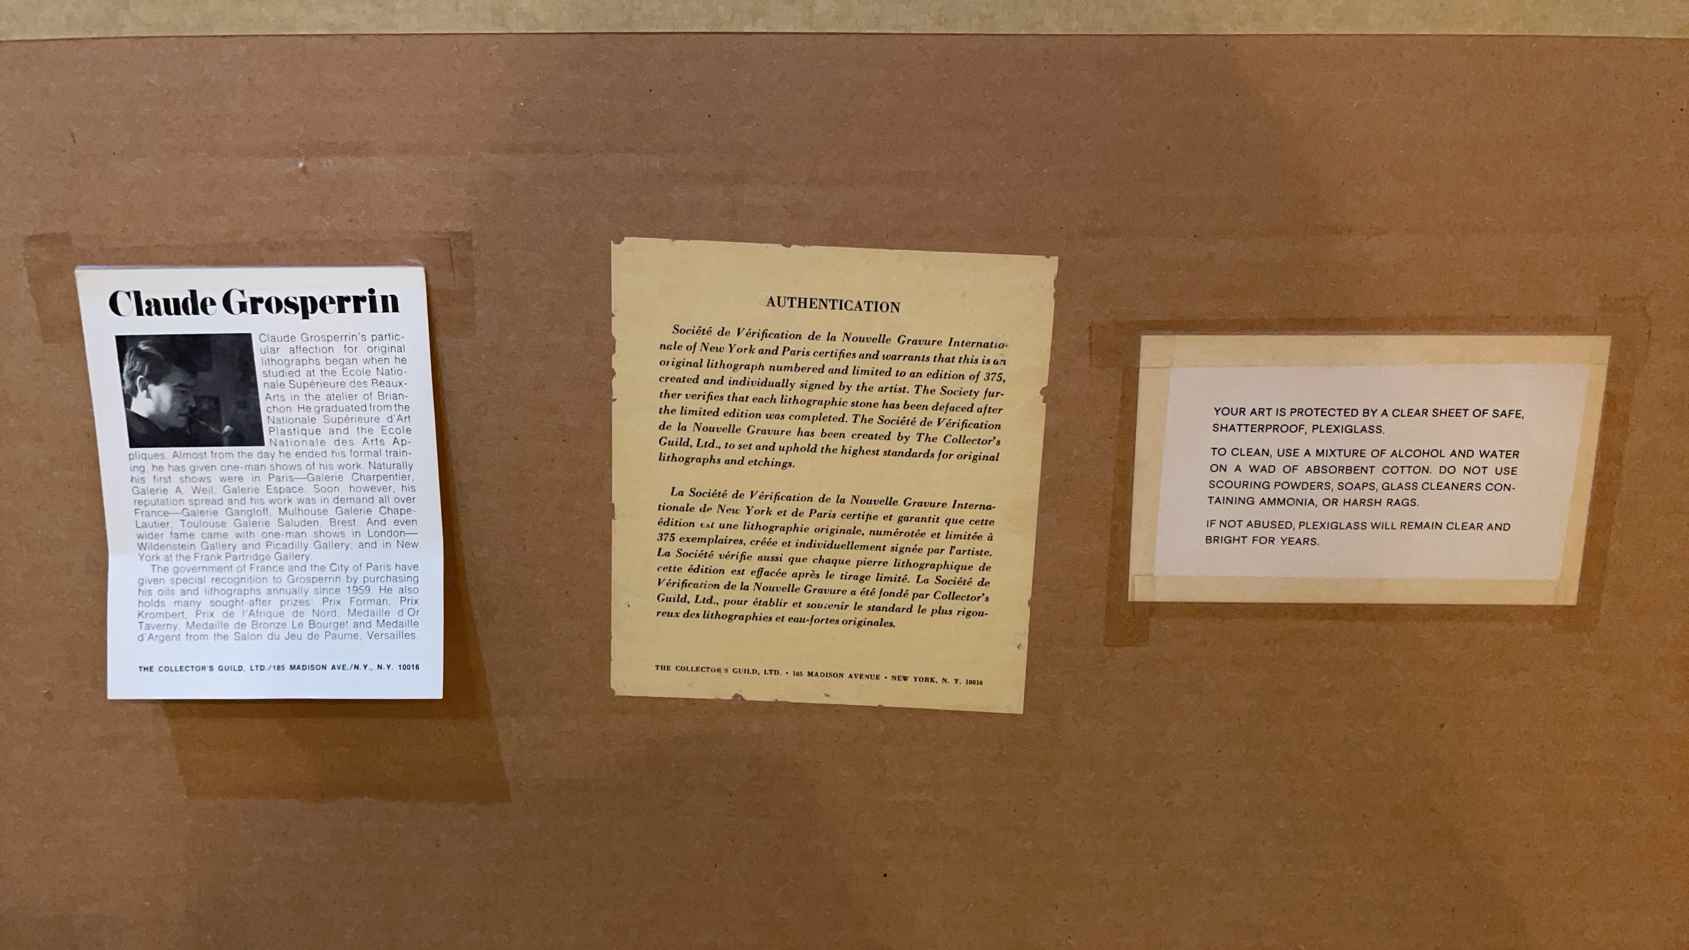 Claude Grosperrin
Claude Grosperrin's partic-
ular affection for original
lithographs began when he
studied at the Ecole Natio-
nale Supérieure des Reaux-
Arts in the atelier of Brian-
chon. He graduated from the
Nationale Supérieure d'Art
Plastique and the Ecole
Nationale des Arts Ap-
pliques. Almost from the day he ended his formal train-
ing, he has given one-man shows of his work. Naturally
his first shows were in Paris—Galerie Charpentier,
Galerie A. Weil, Galerie Espace. Soon, however, his
reputation spread and his work was in demand all over
France—Galerie Gangloff, Mulhouse Galerie Chape-
Lautier, Toulouse Galerie Saluden, Brest. And even
wider fame came with one-man shows in London—
Wildenstein Gallery and Picadilly Gallery; and in New
York at the Frank Partridge Gallery.
The government of France and the City of Paris have
given special recognition to Grosperrin by purchasing
his oils and lithographs annually since 1959. He also
holds many sought-after prizes: Prix Forman, Prix
Krombert, Prix de l'Afrique de Nord, Medaille d'Or
Taverny, Medaille de Bronze Le Bourget and Medaille
d'Argent from the Salon du Jeu de Paume, Versailles.
THE COLLECTOR'S GUILD, LTD./185 MADISON AVE./N.Y., N.Y. 10016
AUTHENTICATION
Société de Vérification de la Nouvelle Gravure Internatio-
nale of New York and Paris certifies and warrants that this is an
original lithograph numbered and limited to an edition of 375,
created and individually signed by the artist. The Society fur-
ther verifies that each lithographic stone has been defaced after
the limited edition was completed. The Société de Vérification
de la Nouvelle Gravure has been created by The Collector's
Guild, Ltd., to set and uphold the highest standards for original
lithographs and etchings.
La Société de Vérification de la Nouvelle Gravure Interna-
tionale de New York et de Paris certifie et garantit que cette
édition est une lithographie originale, numérotée et limitée à
375 exemplaires, créée et individuellement signée par l'artiste.
La Société vérifie aussi que chaque pierre lithographique de
cette édition est effacée après le tirage limité. La Société de
Vérification de la Nouvelle Gravure a été fondé par Collector's
Guild, Ltd., pour établir et soutenir le standard le plus rigou-
reux des lithographies et eau-fortes originales.
THE COLLECTOR'S GUILD, LTD. • 185 MADISON AVENUE • NEW YORK, N. Y. 10016
YOUR ART IS PROTECTED BY A CLEAR SHEET OF SAFE,
SHATTERPROOF, PLEXIGLASS.
TO CLEAN, USE A MIXTURE OF ALCOHOL AND WATER
ON A WAD OF ABSORBENT COTTON. DO NOT USE
SCOURING POWDERS, SOAPS, GLASS CLEANERS CON-
TAINING AMMONIA, OR HARSH RAGS.
IF NOT ABUSED, PLEXIGLASS WILL REMAIN CLEAR AND
BRIGHT FOR YEARS.